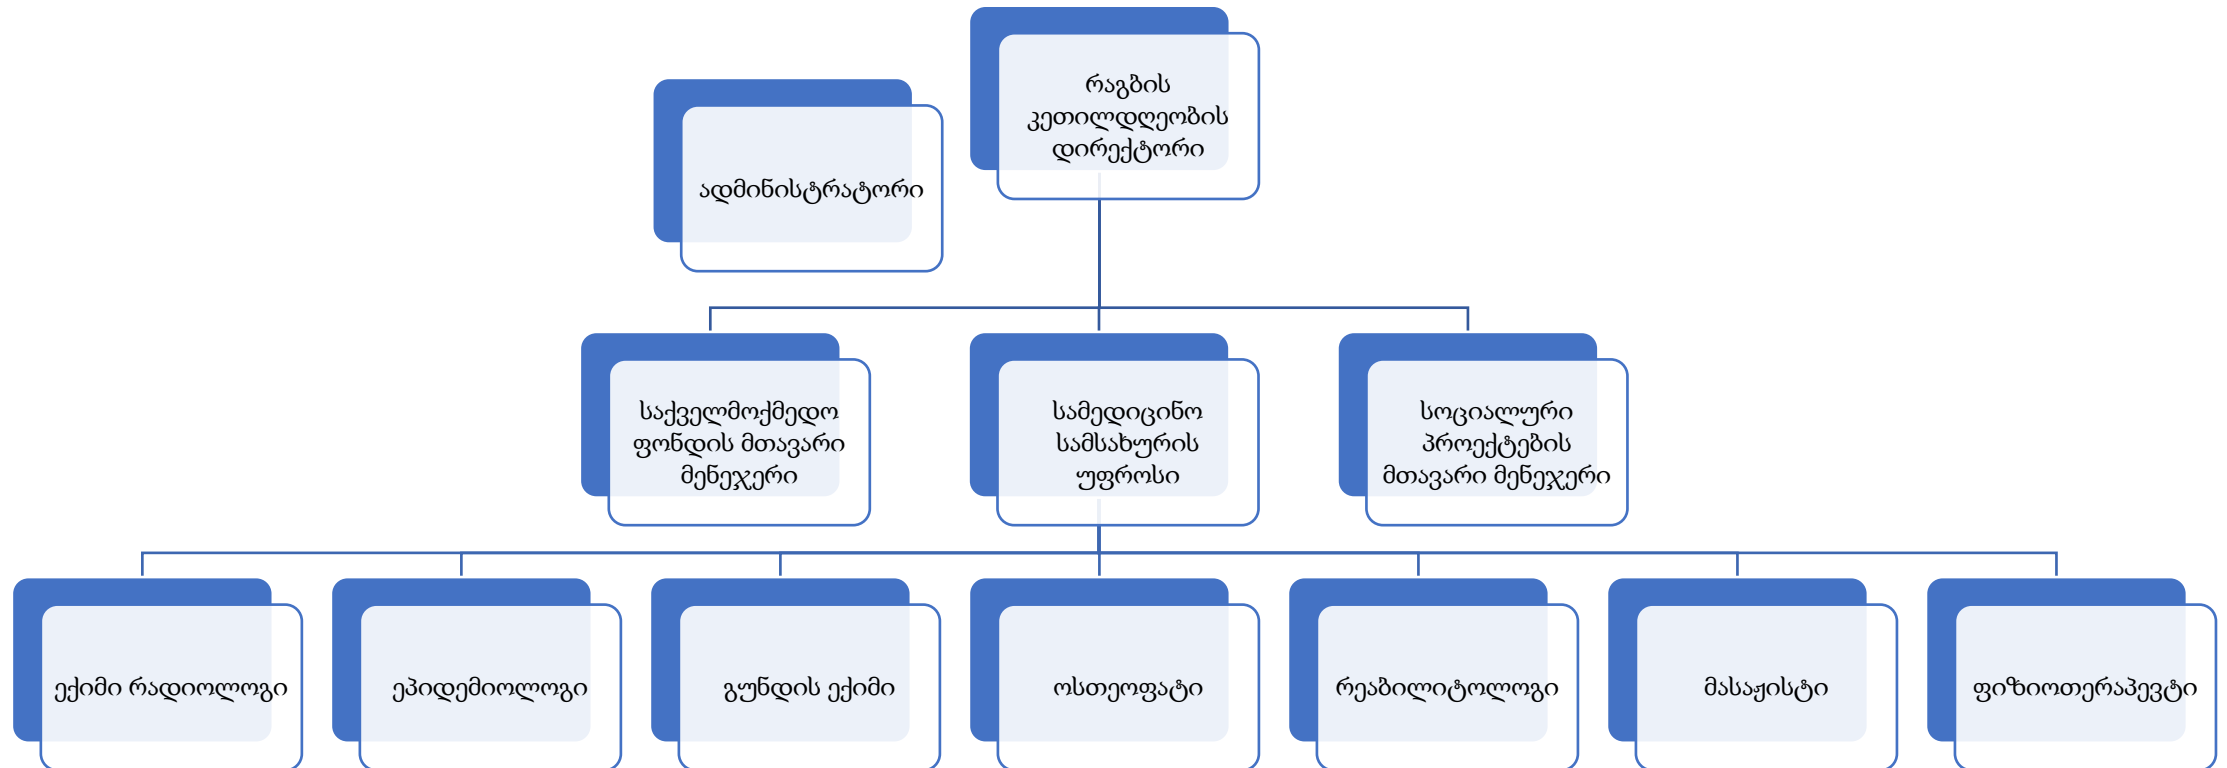 რაგბის
კეთილდღეობის
დირექტორი
ადმინისტრატორი
საქველმოქმედო
ფონდის მთავარი
მენეჯერი
სამედიცინო
სამსახურის
უფროსი
სოციალური
პროექტების
მთავარი მენეჯერი
ექიმი რადიოლოგი
ეპიდემიოლოგი
გუნდის ექიმი
ოსთეოფატი
რეაბილიტოლოგი
მასაჟისტი
ფიზიოთერაპევტი